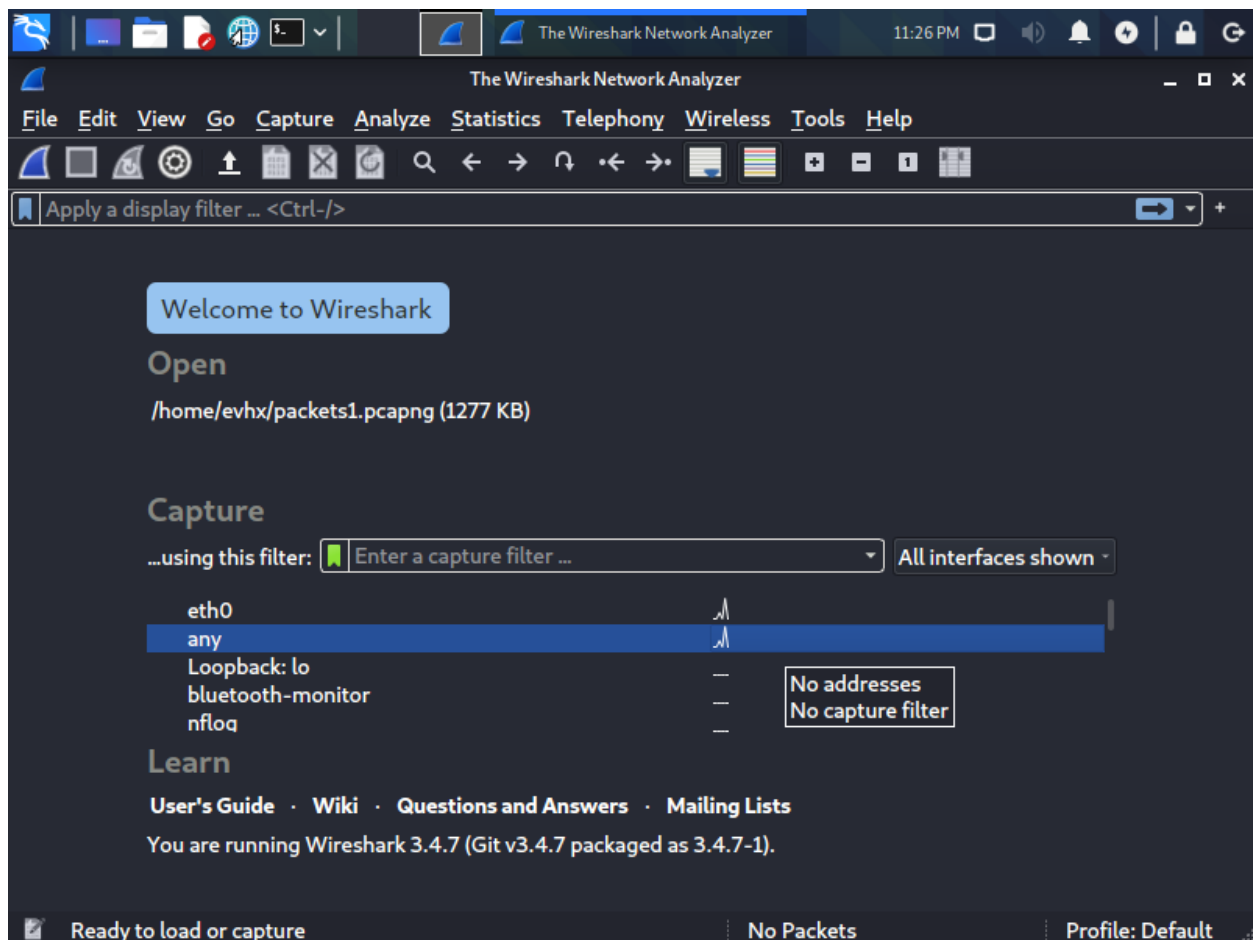 The Wireshark Network Analyzer 11:26 PM
The Wireshark Network Analyzer
File Edit View Go Capture Analyze Statistics Telephony Wireless Tools Help
Apply a display filter ... <Ctrl-/>
Welcome to Wireshark
Open
/home/evhx/packets1.pcapng (1277 KB)
Capture
...using this filter: Enter a capture filter ... All interfaces shown
eth0
any
Loopback: lo
bluetooth-monitor
nflog
No addresses
No capture filter
Learn
User's Guide · Wiki · Questions and Answers · Mailing Lists
You are running Wireshark 3.4.7 (Git v3.4.7 packaged as 3.4.7-1).
Ready to load or capture No Packets Profile: Default